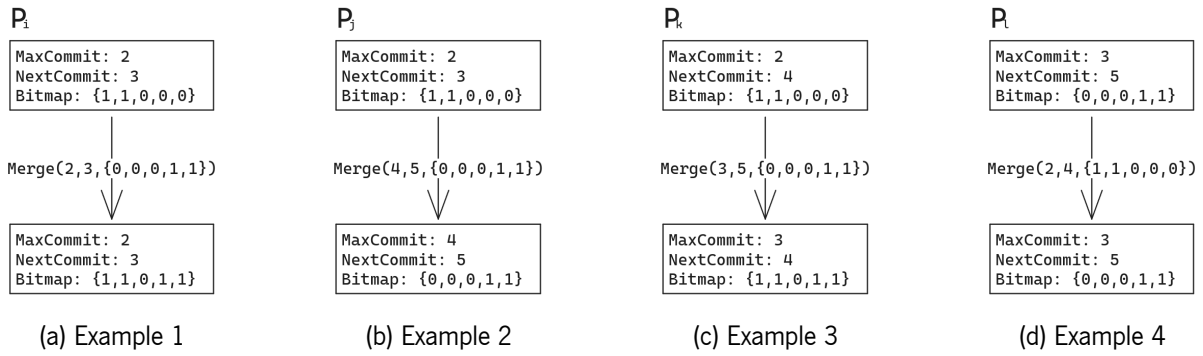 Pi
MaxCommit: 2
NextCommit: 3
Bitmap: {1,1,0,0,0}
Merge(2,3,{0,0,0,1,1})
MaxCommit: 2
NextCommit: 3
Bitmap: {1,1,0,1,1}
(a) Example 1
Pj
MaxCommit: 2
NextCommit: 3
Bitmap: {1,1,0,0,0}
Merge(4,5,{0,0,0,1,1})
MaxCommit: 4
NextCommit: 5
Bitmap: {0,0,0,1,1}
(b) Example 2
Pk
MaxCommit: 2
NextCommit: 4
Bitmap: {1,1,0,0,0}
Merge(3,5,{0,0,0,1,1})
MaxCommit: 3
NextCommit: 4
Bitmap: {1,1,0,1,1}
(c) Example 3
Pl
MaxCommit: 3
NextCommit: 5
Bitmap: {0,0,0,1,1}
Merge(2,4,{1,1,0,0,0})
MaxCommit: 3
NextCommit: 5
Bitmap: {0,0,0,1,1}
(d) Example 4